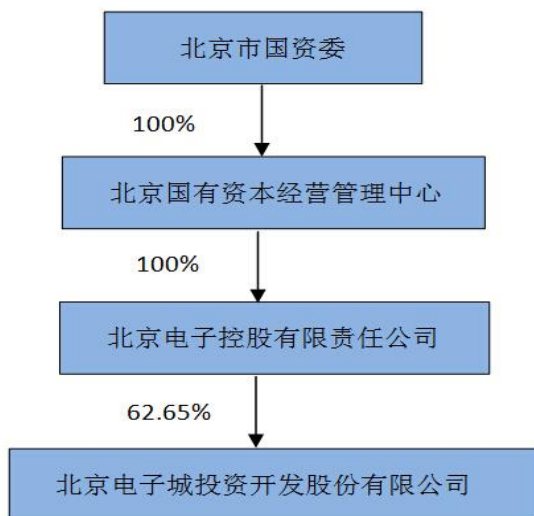 北京市国资委
100%
北京国有资本经营管理中心
100%
北京电子控股有限责任公司
62.65%
北京电子城投资开发股份有限公司